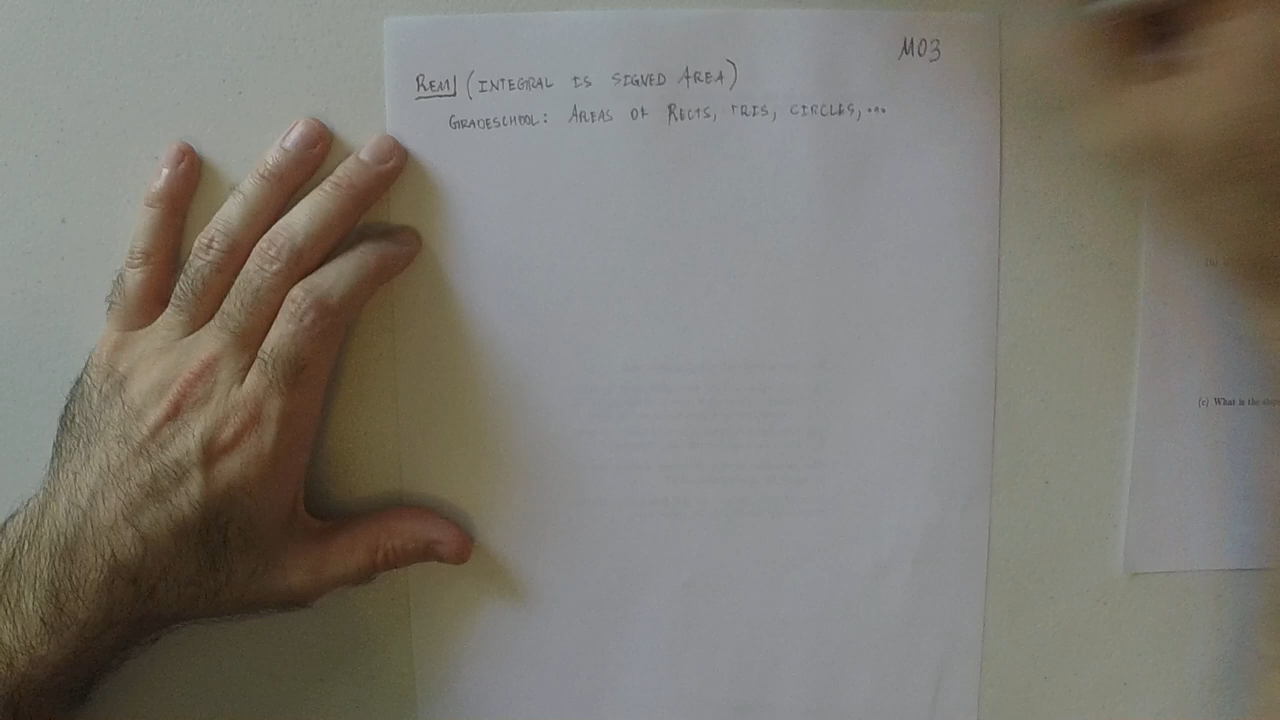 M03
REM (INTEGRAL IS SIGNED AREA)
GRADESCHOOL: AREAS OF RECTS, TRIS, CIRCLES, ...
(c) What is the